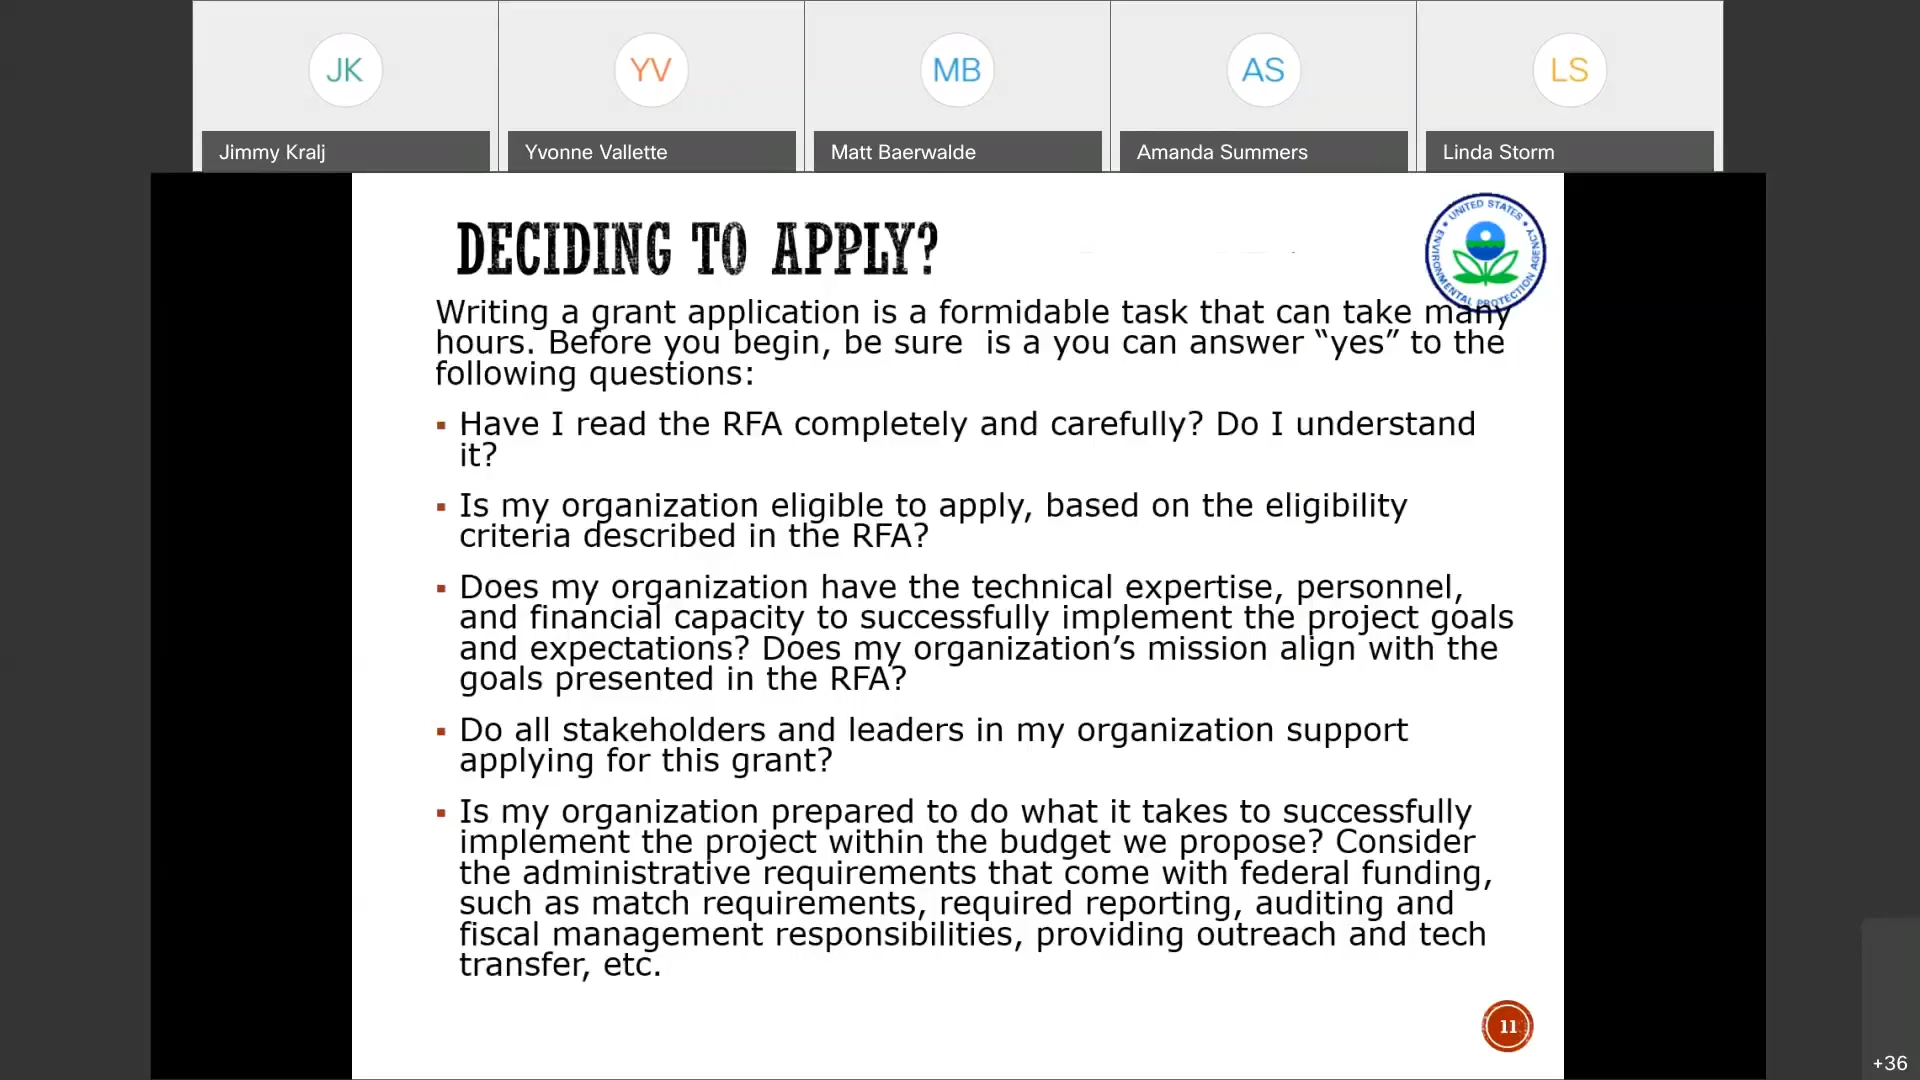 JK
YV
MB
AS
LS
Jimmy Kralj
Yvonne Vallette
Matt Baerwalde
Amanda Summers
Linda Storm
DECIDING TO APPLY?
UNITED STATES
ENVIRONMENTAL PROTECTION AGENCY
Writing a grant application is a formidable task that can take many
hours. Before you begin, be sure  is a you can answer “yes” to the
following questions:
▪ Have I read the RFA completely and carefully? Do I understand
it?
▪ Is my organization eligible to apply, based on the eligibility
criteria described in the RFA?
▪ Does my organization have the technical expertise, personnel,
and financial capacity to successfully implement the project goals
and expectations? Does my organization’s mission align with the
goals presented in the RFA?
▪ Do all stakeholders and leaders in my organization support
applying for this grant?
▪ Is my organization prepared to do what it takes to successfully
implement the project within the budget we propose? Consider
the administrative requirements that come with federal funding,
such as match requirements, required reporting, auditing and
fiscal management responsibilities, providing outreach and tech
transfer, etc.
11
+36